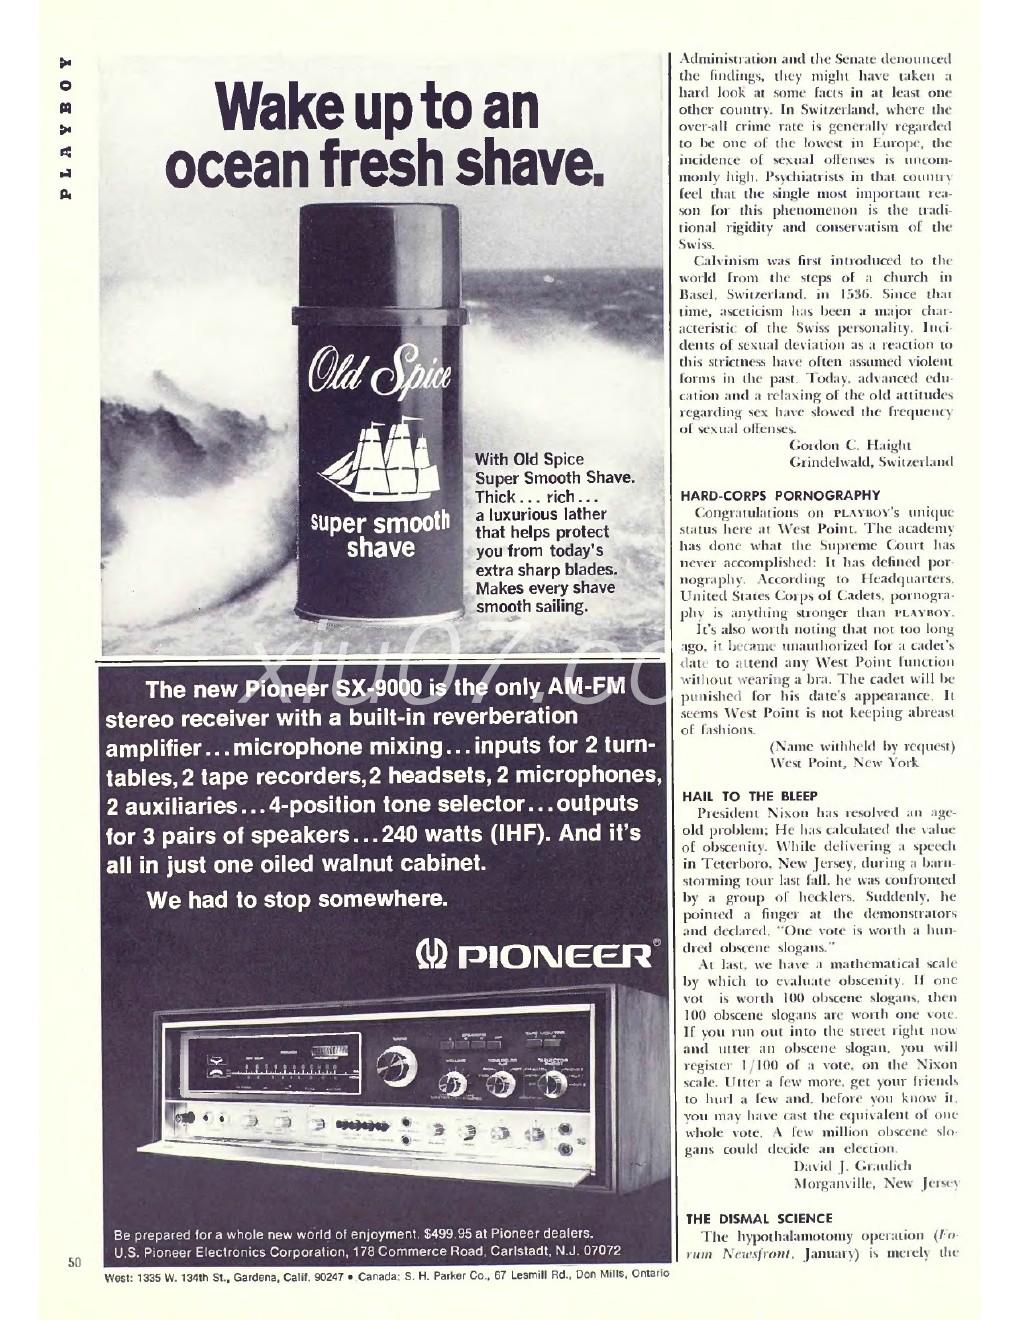 PLAYBOY
Wake up to an
ocean fresh shave.
Old Spice
super smooth
shave
With Old Spice
Super Smooth Shave.
Thick... rich...
a luxurious lather
that helps protect
you from today's
extra sharp blades.
Makes every shave
smooth sailing.
xiu07.co
The new Pioneer SX-9000 is the only AM-FM
stereo receiver with a built-in reverberation
amplifier...microphone mixing...inputs for 2 turn-
tables, 2 tape recorders, 2 headsets, 2 microphones,
2 auxiliaries...4-position tone selector...outputs
for 3 pairs of speakers...240 watts (IHF). And it's
all in just one oiled walnut cabinet.
We had to stop somewhere.
PIONEER®
Be prepared for a whole new world of enjoyment. $499.95 at Pioneer dealers.
U.S. Pioneer Electronics Corporation, 178 Commerce Road, Carlstadt, N.J. 07072
West: 1335 W. 134th St., Gardena, Calif. 90247 • Canada: S. H. Parker Co., 67 Lesmill Rd., Don Mills, Ontario
50
Administration and the Senate denounced
the findings, they might have taken a
hard look at some facts in at least one
other country. In Switzerland, where the
over-all crime rate is generally regarded
to be one of the lowest in Europe, the
incidence of sexual offenses is uncom-
monly high. Psychiatrists in that country
feel that the single most important rea-
son for this phenomenon is the tradi-
tional rigidity and conservatism of the
Swiss.
Calvinism was first introduced to the
world from the steps of a church in
Basel, Switzerland, in 1536. Since that
time, asceticism has been a major char-
acteristic of the Swiss personality. Inci-
dents of sexual deviation as a reaction to
this strictness have often assumed violent
forms in the past. Today, advanced edu-
cation and a relaxing of the old attitudes
regarding sex have slowed the frequency
of sexual offenses.
Gordon C. Haight
Grindelwald, Switzerland
HARD-CORPS PORNOGRAPHY
Congratulations on PLAYBOY's unique
status here at West Point. The academy
has done what the Supreme Court has
never accomplished: It has defined por-
nography. According to Headquarters,
United States Corps of Cadets, pornogra-
phy is anything stronger than PLAYBOY.
It's also worth noting that not too long
ago, it became unauthorized for a cadet's
date to attend any West Point function
without wearing a bra. The cadet will be
punished for his date's appearance. It
seems West Point is not keeping abreast
of fashions.
(Name withheld by request)
West Point, New York
HAIL TO THE BLEEP
President Nixon has resolved an age-
old problem; He has calculated the value
of obscenity. While delivering a speech
in Teterboro, New Jersey, during a barn-
storming tour last fall, he was confronted
by a group of hecklers. Suddenly, he
pointed a finger at the demonstrators
and declared, "One vote is worth a hun-
dred obscene slogans."
At last, we have a mathematical scale
by which to evaluate obscenity. If one
vot is worth 100 obscene slogans, then
100 obscene slogans are worth one vote.
If you run out into the street right now
and utter an obscene slogan, you will
register 1/100 of a vote, on the Nixon
scale. Utter a few more, get your friends
to hurl a few and, before you know it,
you may have cast the equivalent of one
whole vote. A few million obscene slo-
gans could decide an election.
David J. Graulich
Morganville, New Jersey
THE DISMAL SCIENCE
The hypothalamotomy operation (Fo-
rum Newsfront, January) is merely the